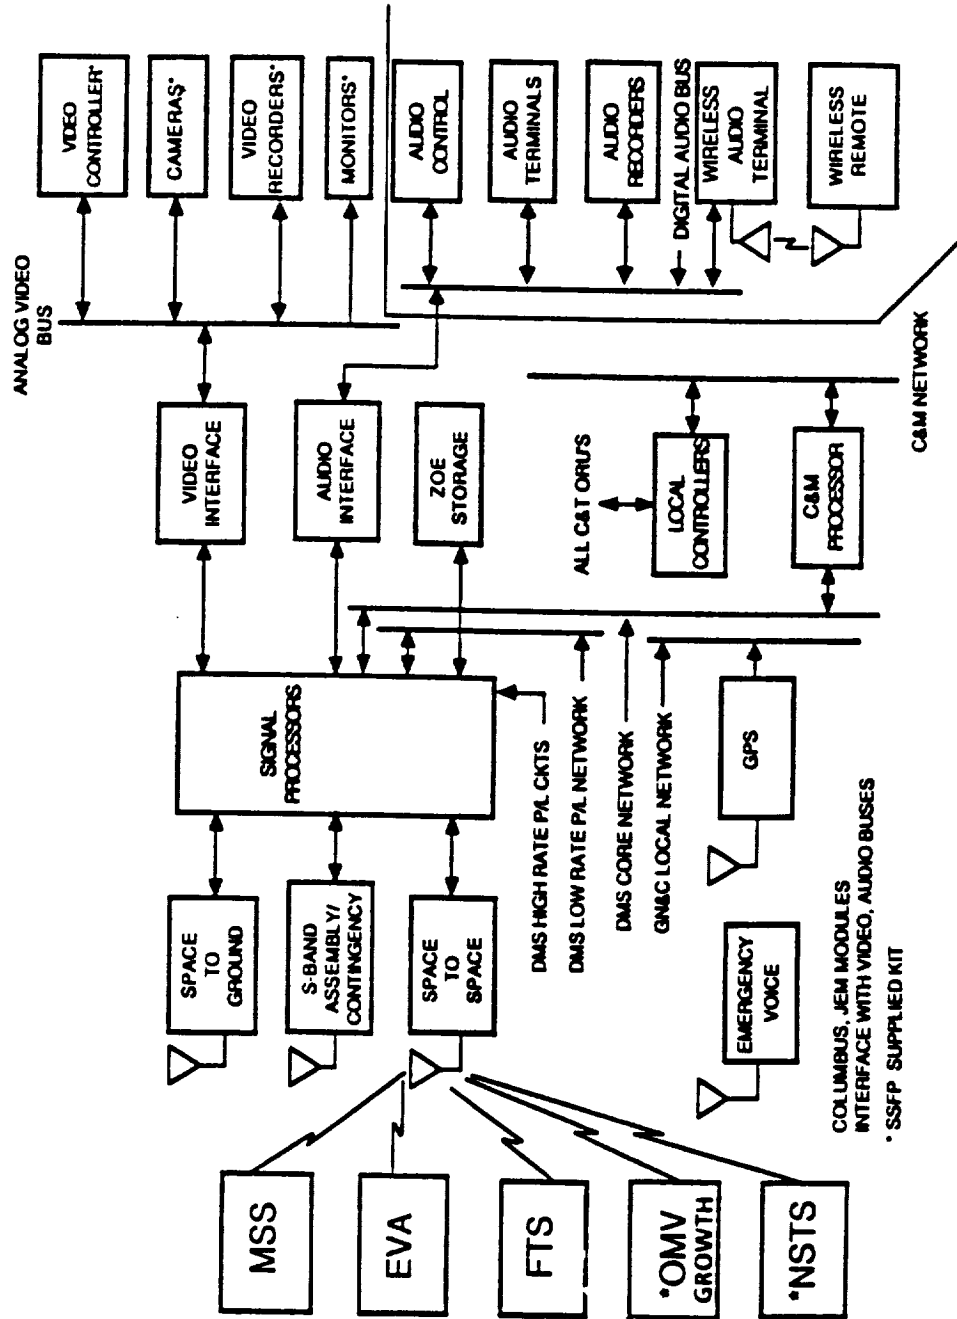 MSS
EVA
FTS
*OMV
GROWTH
*NSTS
SPACE
TO
GROUND
S-BAND
ASSEMBLY/
CONTINGENCY
SPACE
TO
SPACE
EMERGENCY
VOICE
COLUMBUS, JEM MODULES
INTERFACE WITH VIDEO, AUDIO BUSES
* SSFP SUPPLIED KIT
SIGNAL
PROCESSORS
DMS HIGH RATE P/L CKTS
DMS LOW RATE P/L NETWORK
DMS CORE NETWORK
GN&C LOCAL NETWORK
GPS
VIDEO
INTERFACE
AUDIO
INTERFACE
ZOE
STORAGE
ALL C&T ORU'S
LOCAL
CONTROLLERS
C&M
PROCESSOR
C&M NETWORK
ANALOG VIDEO
BUS
VIDEO
CONTROLLER*
CAMERAS*
VIDEO
RECORDERS*
MONITORS*
AUDIO
CONTROL
AUDIO
TERMINALS
AUDIO
RECORDERS
DIGITAL AUDIO BUS
WIRELESS
AUDIO
TERMINAL
WIRELESS
REMOTE